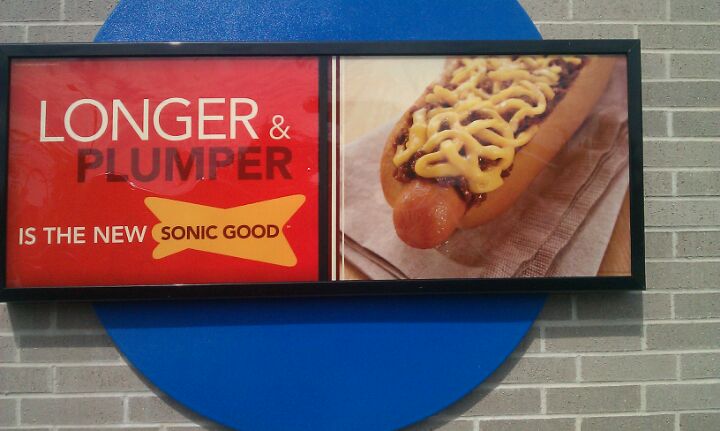 LONGER &
PLUMPER
IS THE NEW SONIC GOOD